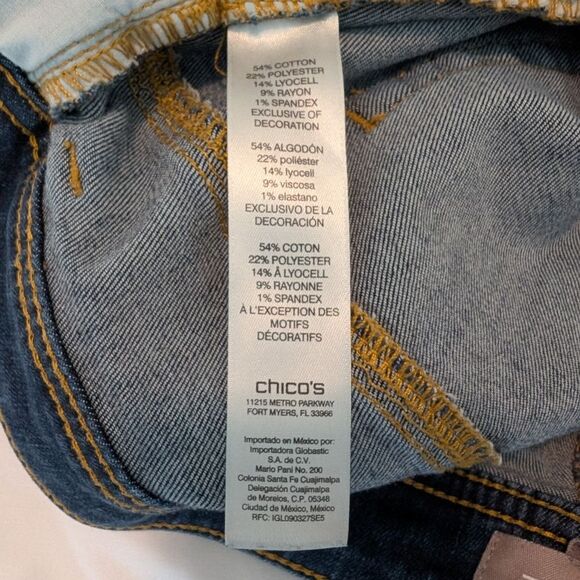 54% COTTON
22% POLYESTER
14% LYOCELL
9% RAYON
1% SPANDEX
EXCLUSIVE OF
DECORATION
54% ALGODÓN
22% poliéster
14% lyocell
9% viscosa
1% elastano
EXCLUSIVO DE LA
DECORACIÓN
54% COTON
22% POLYESTER
14% Â LYOCELL
9% RAYONNE
1% SPANDEX
À L'EXCEPTION DES
MOTIFS
DÉCORATIFS
chico's
11215 METRO PARKWAY
FORT MYERS, FL 33966
Importado en México por:
Importadora Globastic
S.A. de C.V.
Mario Pani No. 200
Colonia Santa Fe Cuajimalpa
Delegación Cuajimalpa
de Morelos, C.P. 05348
Ciudad de México, México
RFC: IGL090327SE5